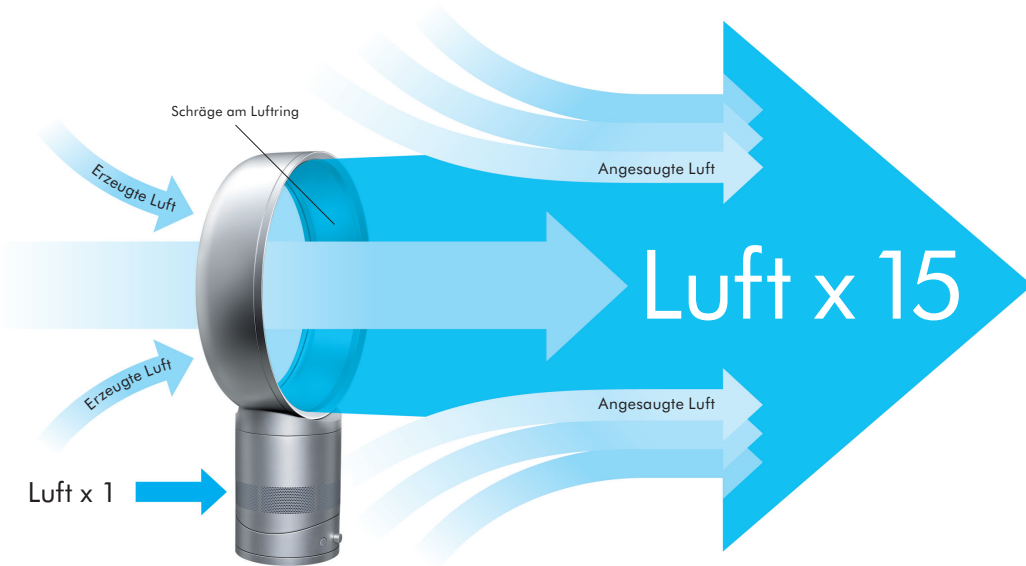 Schräge am Luftring
Erzeugte Luft
Angesaugte Luft
Luft x 15
Erzeugte Luft
Angesaugte Luft
Luft x 1